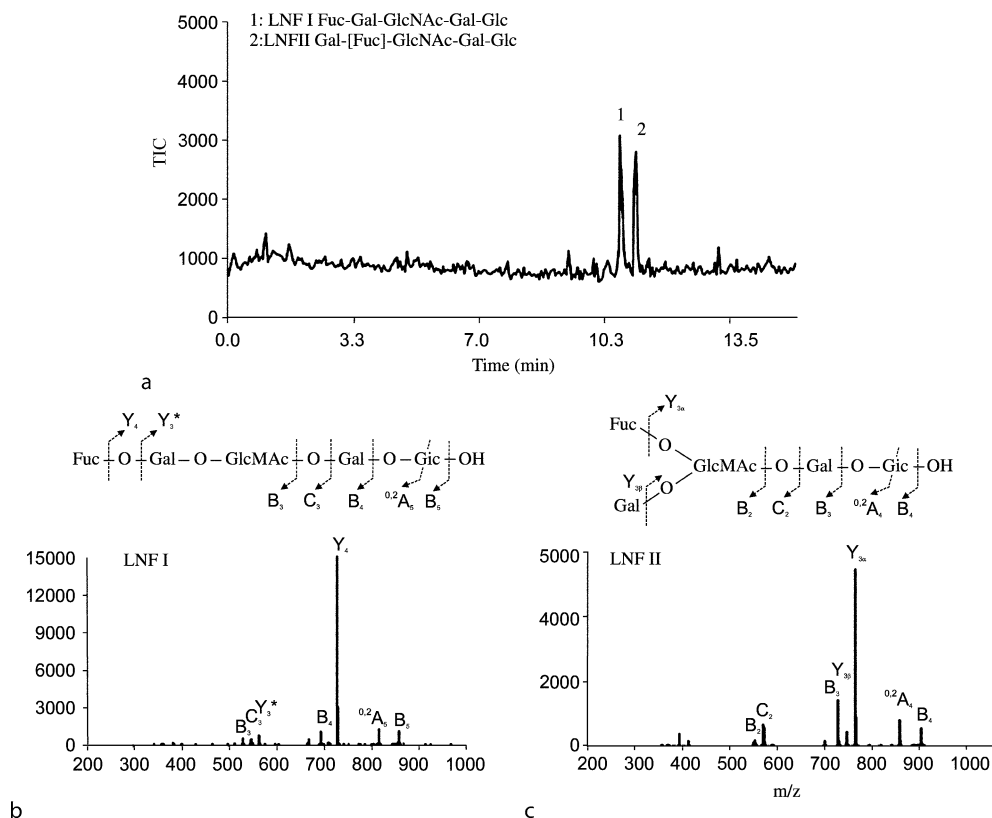 5000
4000
3000
2000
1000
0
TIC
1: LNF I Fuc-Gal-GlcNAc-Gal-Glc
2:LNFII Gal-[Fuc]-GlcNAc-Gal-Glc
1
2
0.0 3.3 7.0 10.3 13.5
Time (min)
a
Y4 Y3*
Fuc O Gal O GlcMAc O Gal O Gic OH
B3 C3 B4 0,2A5 B5
Y3α
Fuc
O
GlcMAc O Gal O Gic OH
Y3β
O
Gal
B2 C2 B3 0,2A4 B4
LNF I
15000
12000
9000
6000
3000
0
Y4
B3 C3 Y3* B4 0,2A5 B5
200 300 400 500 600 700 800 900 1000
b
LNF II
6000
4000
2000
0
Y3α
B2 C2 B3 Y3β 0,2A4 B4
200 300 400 500 600 700 800 900 1000
m/z
c